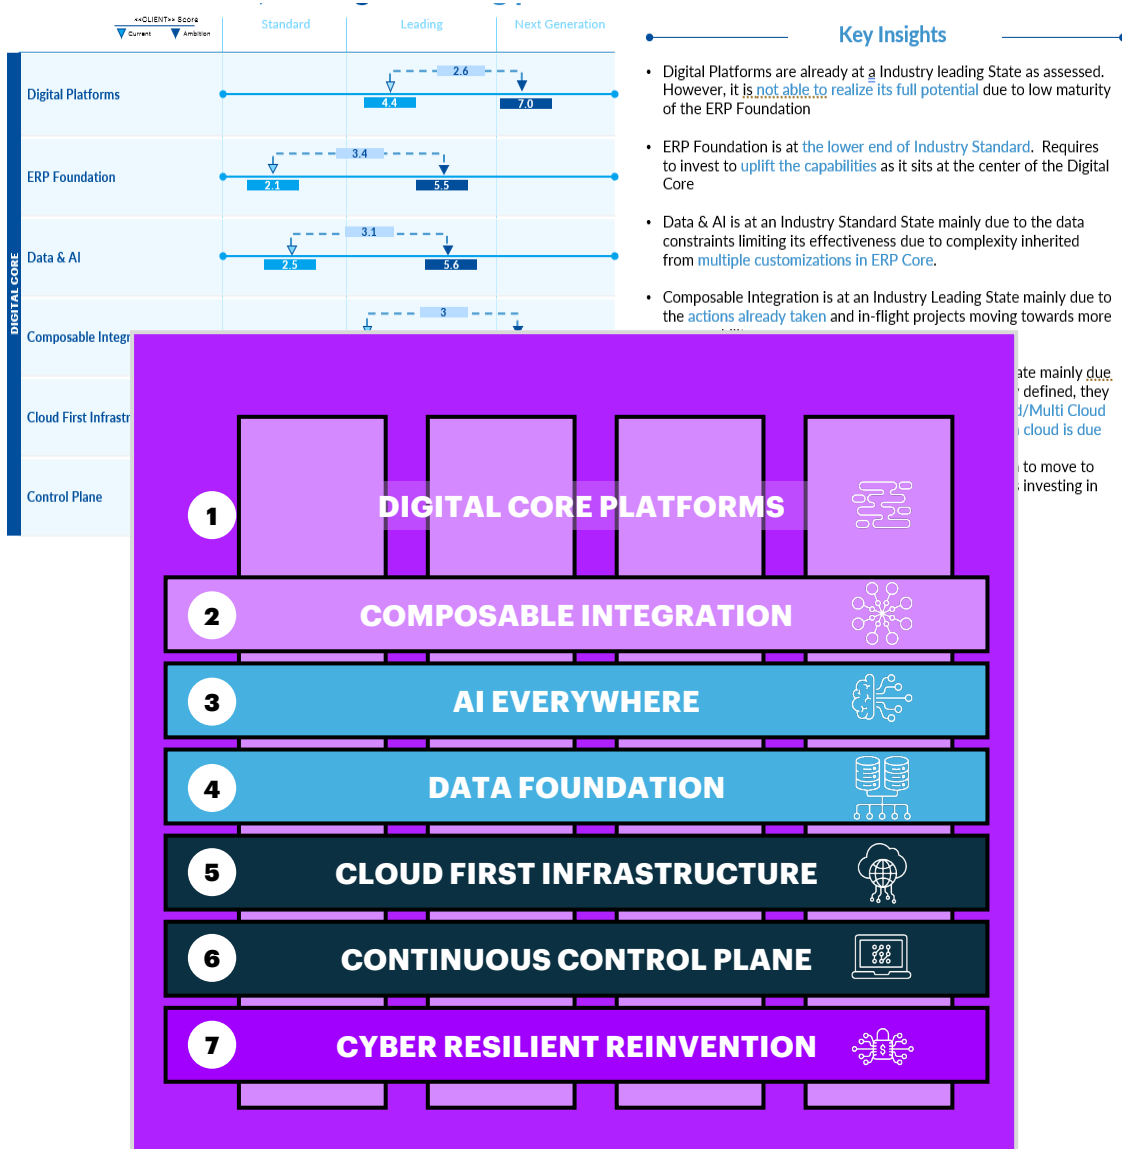 <<CLIENT>> Score
Current
Ambition
Standard
Leading
Next Generation
DIGITAL CORE
Digital Platforms
2.6
4.4
7.0
ERP Foundation
3.4
2.1
5.5
Data & AI
3.1
2.5
5.6
Composable Integr
3
Cloud First Infrastr
Control Plane
Key Insights
• Digital Platforms are already at a Industry leading State as assessed.
However, it is not able to realize its full potential due to low maturity
of the ERP Foundation
• ERP Foundation is at the lower end of Industry Standard. Requires
to invest to uplift the capabilities as it sits at the center of the Digital
Core
• Data & AI is at an Industry Standard State mainly due to the data
constraints limiting its effectiveness due to complexity inherited
from multiple customizations in ERP Core.
• Composable Integration is at an Industry Leading State mainly due to
the actions already taken and in-flight projects moving towards more
ate mainly due
defined, they
d/Multi Cloud
cloud is due
to move to
s investing in
1
DIGITAL CORE PLATFORMS
2
COMPOSABLE INTEGRATION
3
AI EVERYWHERE
4
DATA FOUNDATION
5
CLOUD FIRST INFRASTRUCTURE
6
CONTINUOUS CONTROL PLANE
7
CYBER RESILIENT REINVENTION